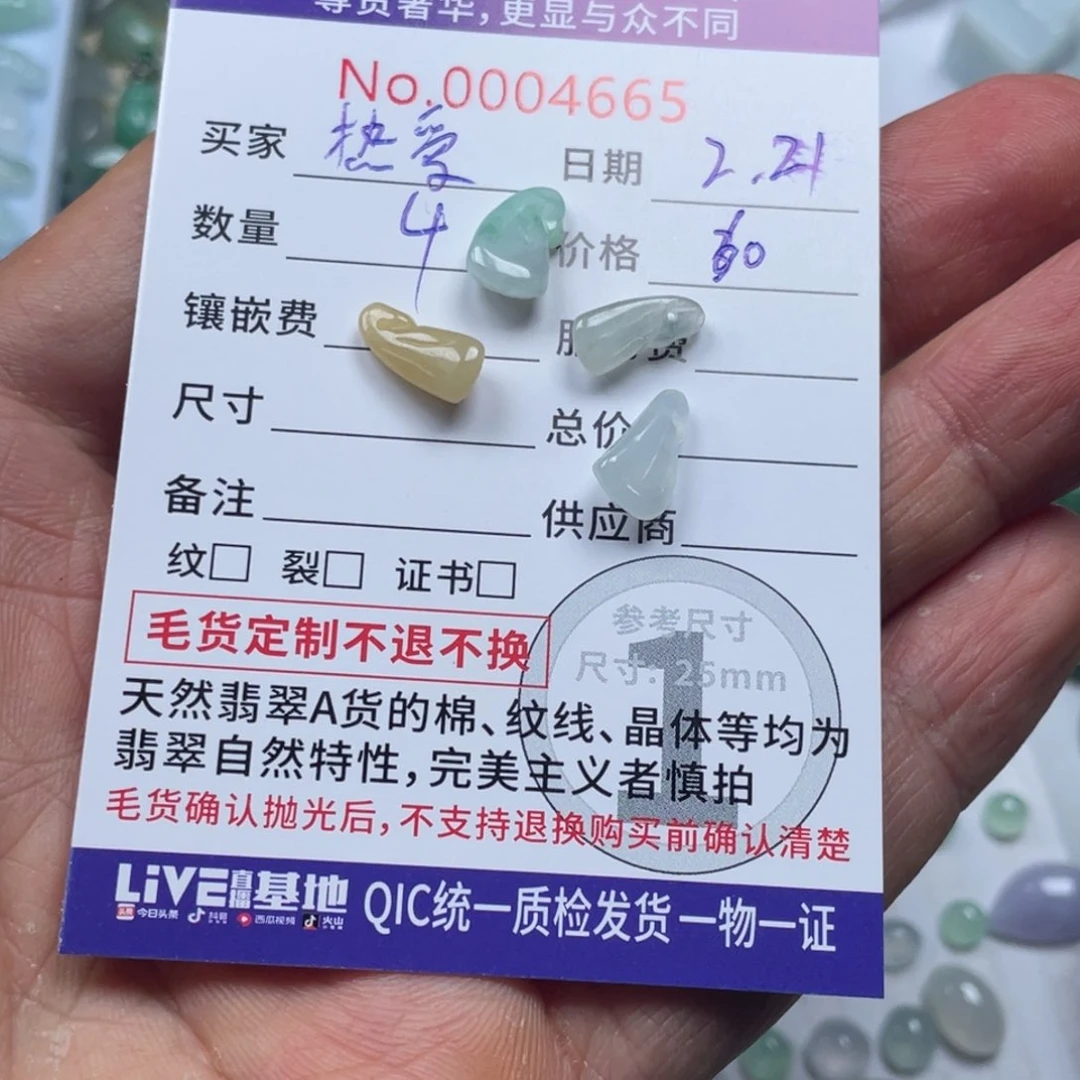 尊贵奢华,更显与众不同
No.0004665
买家 热爱 日期 2.21
数量 4 价格 60
镶嵌费
尺寸 总价
备注 供应商
纹□ 裂□ 证书□
参考尺寸
尺寸: 25mm
1
毛货定制不退不换
天然翡翠A货的棉、纹线、晶体等均为
翡翠自然特性,完美主义者慎拍
毛货确认抛光后,不支持退换购买前确认清楚
LiVE直播基地 QIC统一质检发货 一物一证
头条 今日头条 抖音 西瓜视频 火山